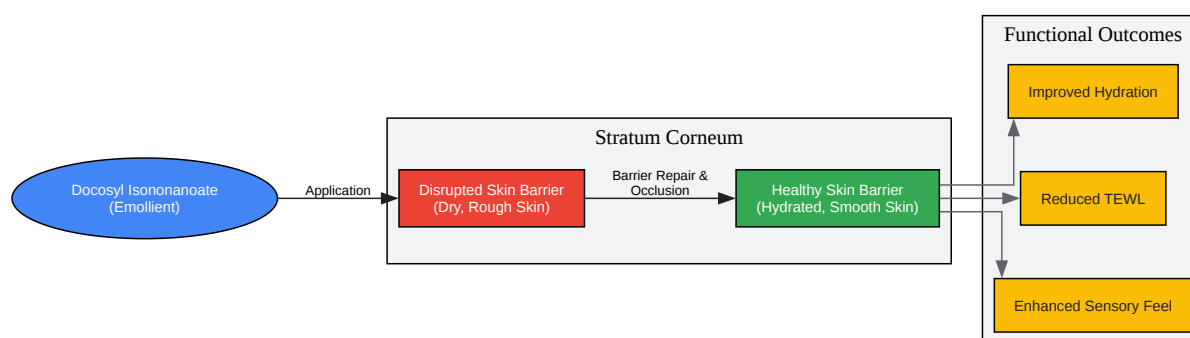 Functional Outcomes
Improved Hydration
Stratum Corneum
Docosyl Isononanoate
(Emollient)
Application
Disrupted Skin Barrier
(Dry, Rough Skin)
Barrier Repair &
Occlusion
Healthy Skin Barrier
(Hydrated, Smooth Skin)
Reduced TEWL
Enhanced Sensory Feel